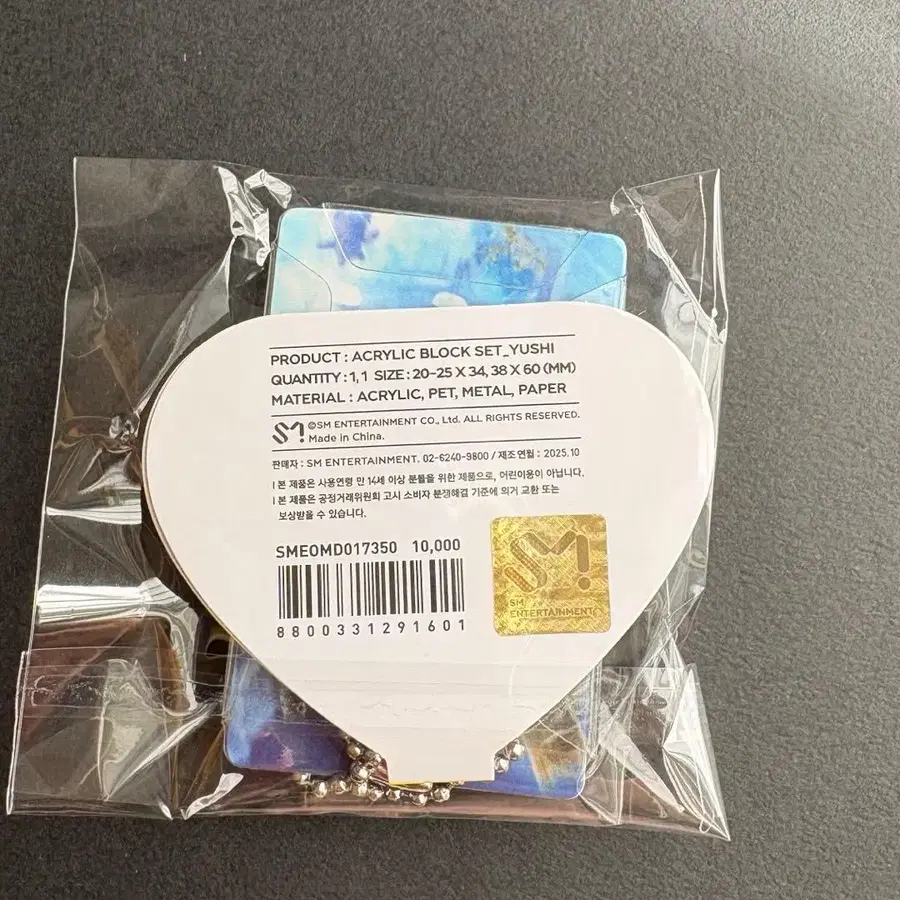 PRODUCT : ACRYLIC BLOCK SET_YUSHI
QUANTITY : 1, 1 SIZE : 20-25 X 34, 38 X 60 (MM)
MATERIAL : ACRYLIC, PET, METAL, PAPER
SM! ©SM ENTERTAINMENT CO., Ltd. ALL RIGHTS RESERVED.
Made in China.
판매자 : SM ENTERTAINMENT. 02-6240-9800 / 제조 연월 : 2025.10
| 본 제품은 사용연령 만 14세 이상 분들을 위한 제품으로, 어린이용이 아닙니다.
| 본 제품은 공정거래위원회 고시 소비자 분쟁해결 기준에 의거 교환 또는
보상받을 수 있습니다.
SMEOMD017350 10,000
8800331291601
SM!
SM
ENTERTAINMENT